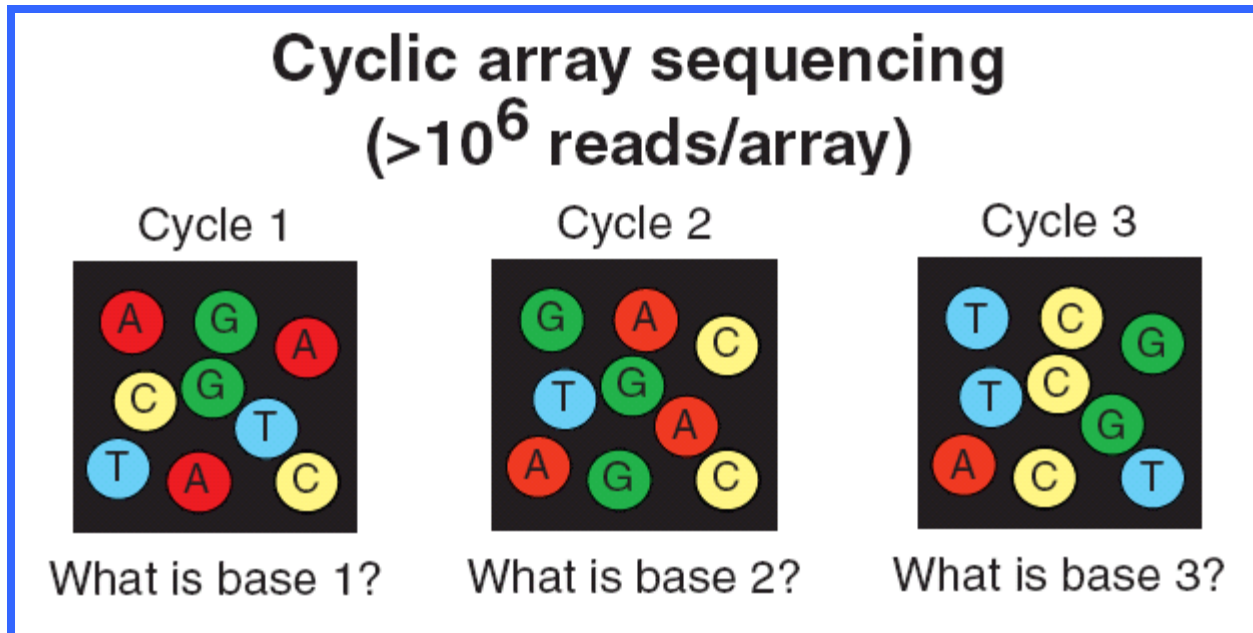 Cyclic array sequencing
(>10⁶ reads/array)
Cycle 1 Cycle 2 Cycle 3
A G A G A C T C G
C G T T G A T C G
T A C A G C A C T
What is base 1? What is base 2? What is base 3?